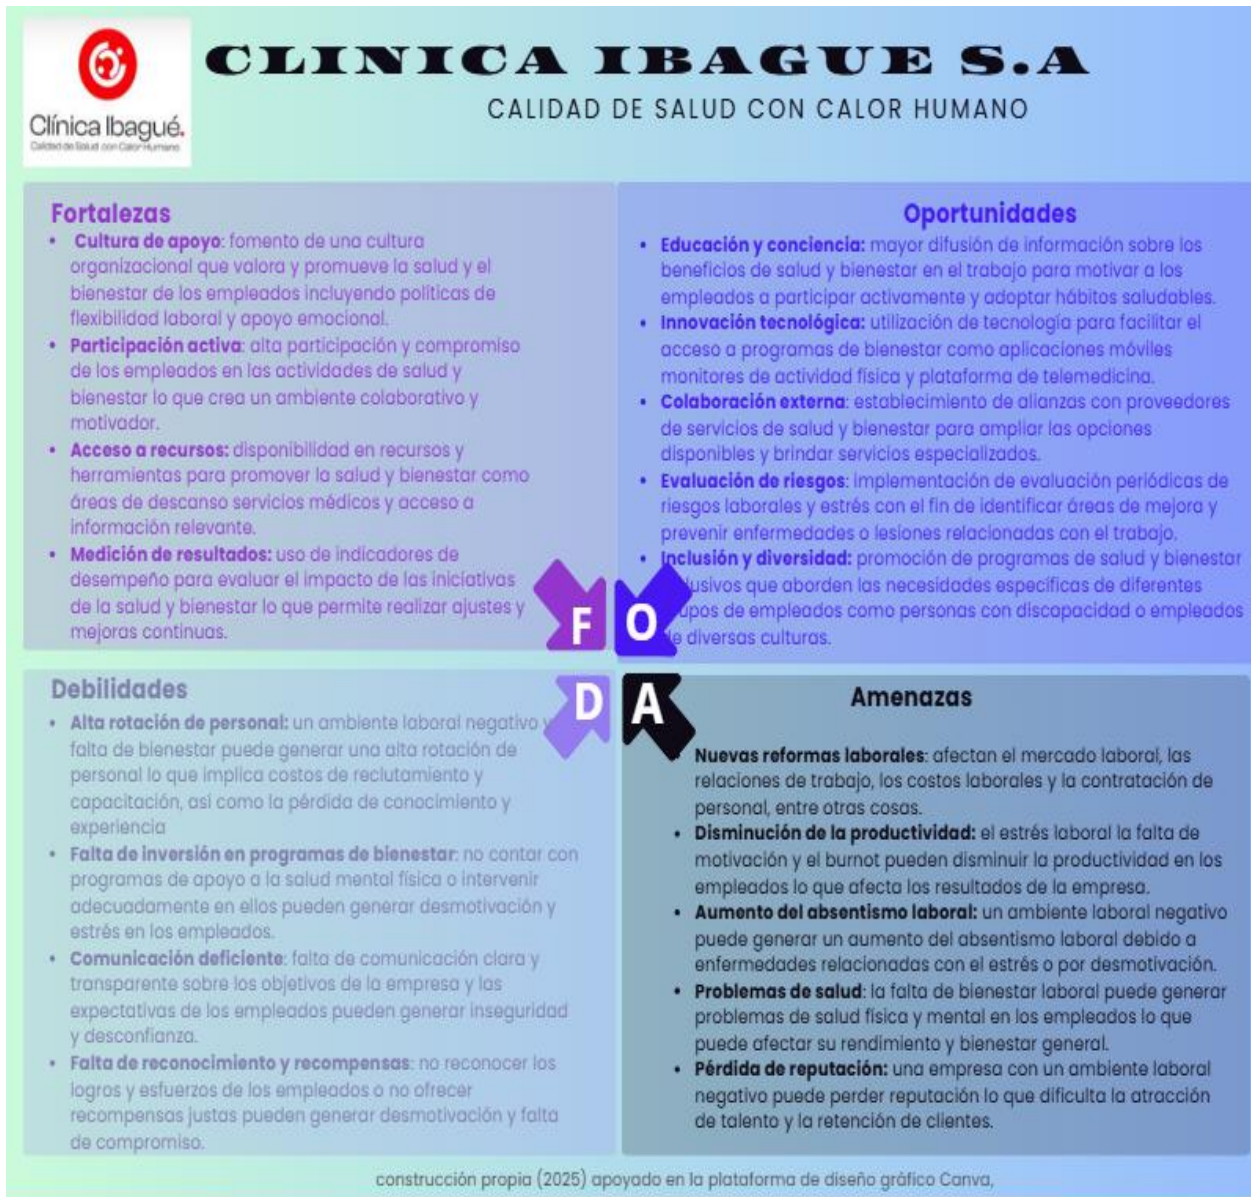 Clínica Ibagué.
Calidad de Salud con Calor Humano
CLINICA IBAGUE S.A
CALIDAD DE SALUD CON CALOR HUMANO
Fortalezas
• Cultura de apoyo: fomento de una cultura
organizacional que valora y promueve la salud y el
bienestar de los empleados incluyendo políticas de
flexibilidad laboral y apoyo emocional.
• Participación activa: alta participación y compromiso
de los empleados en las actividades de salud y
bienestar lo que crea un ambiente colaborativo y
motivador.
• Acceso a recursos: disponibilidad en recursos y
herramientas para promover la salud y bienestar como
áreas de descanso servicios médicos y acceso a
información relevante.
• Medición de resultados: uso de indicadores de
desempeño para evaluar el impacto de las iniciativas
de la salud y bienestar lo que permite realizar ajustes y
mejoras continuas.
Oportunidades
• Educación y conciencia: mayor difusión de información sobre los
beneficios de salud y bienestar en el trabajo para motivar a los
empleados a participar activamente y adoptar hábitos saludables.
• Innovación tecnológica: utilización de tecnología para facilitar el
acceso a programas de bienestar como aplicaciones móviles
monitores de actividad física y plataforma de telemedicina.
• Colaboración externa: establecimiento de alianzas con proveedores
de servicios de salud y bienestar para ampliar las opciones
disponibles y brindar servicios especializados.
• Evaluación de riesgos: implementación de evaluación periódicas de
riesgos laborales y estrés con el fin de identificar áreas de mejora y
prevenir enfermedades o lesiones relacionadas con el trabajo.
• Inclusión y diversidad: promoción de programas de salud y bienestar
que aborden las necesidades específicas de diferentes
de empleados como personas con discapacidad o empleados
de diversas culturas.
F O
D A
Debilidades
• Alta rotación de personal: un ambiente laboral negativo y
falta de bienestar puede generar una alta rotación de
personal lo que implica costos de reclutamiento y
capacitación, asi como la pérdida de conocimiento y
experiencia
• Falta de inversión en programas de bienestar: no contar con
programas de apoyo a la salud mental física o intervenir
adecuadamente en ellos pueden generar desmotivación y
estrés en los empleados.
• Comunicación deficiente: falta de comunicación clara y
transparente sobre los objetivos de la empresa y las
expectativas de los empleados pueden generar inseguridad
y desconfianza.
• Falta de reconocimiento y recompensas: no reconocer los
logros y esfuerzos de los empleados o no ofrecer
recompensas justas pueden generar desmotivación y falta
de compromiso.
Amenazas
Nuevas reformas laborales: afectan el mercado laboral, las
relaciones de trabajo, los costos laborales y la contratación de
personal, entre otras cosas.
• Disminución de la productividad: el estrés laboral la falta de
motivación y el burnot pueden disminuir la productividad en los
empleados lo que afecta los resultados de la empresa.
• Aumento del absentismo laboral: un ambiente laboral negativo
puede generar un aumento del absentismo laboral debido a
enfermedades relacionadas con el estrés o por desmotivación.
• Problemas de salud: la falta de bienestar laboral puede generar
problemas de salud física y mental en los empleados lo que
puede afectar su rendimiento y bienestar general.
• Pérdida de reputación: una empresa con un ambiente laboral
negativo puede perder reputación lo que dificulta la atracción
de talento y la retención de clientes.
construcción propia (2025) apoyado en la plataforma de diseño gráfico Canva,